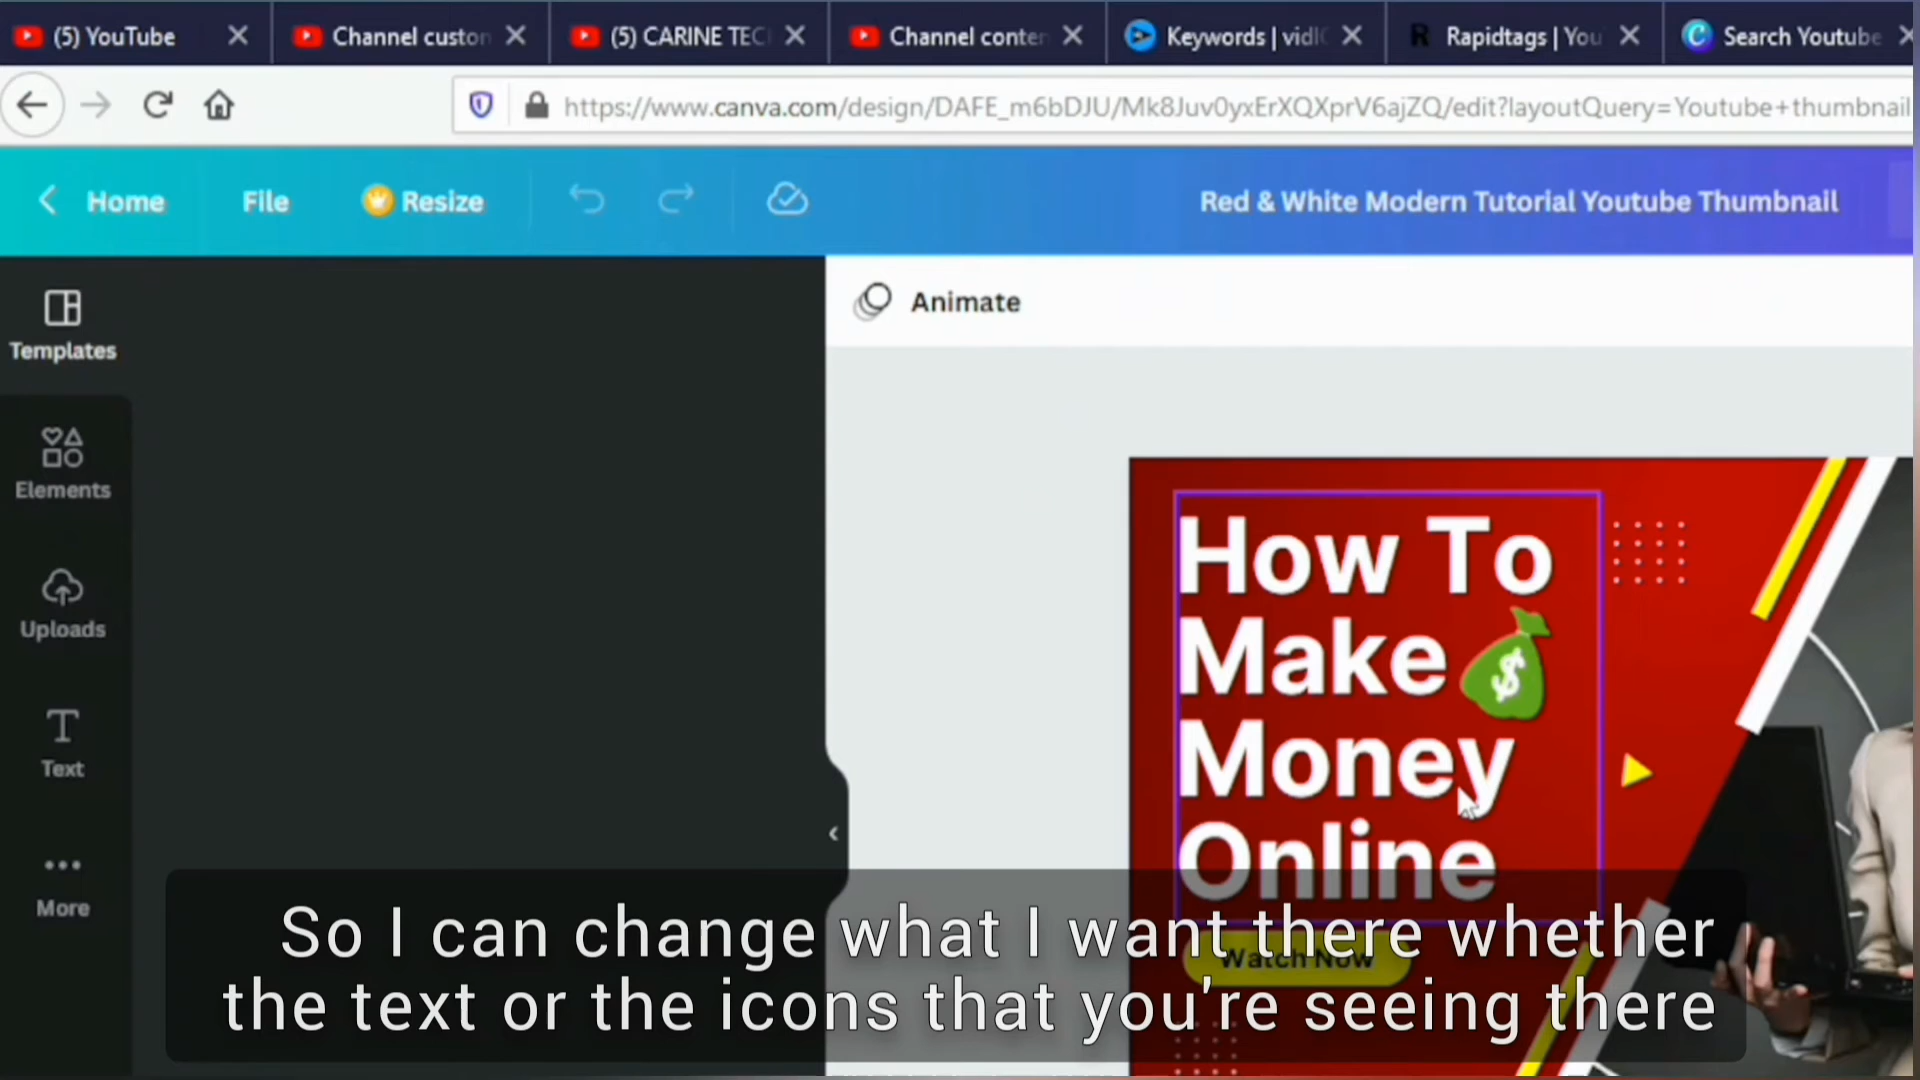 (5) YouTube
Channel custon
(5) CARINE TEC
Channel conte
Keywords | vidI
Rapidtags | You
Search Youtube
https://www.canva.com/design/DAFE_m6bDJU/Mk8Juv0yxErXQXprV6ajZQ/edit?layoutQuery=Youtube+thumbnail
Home
File
Resize
Red & White Modern Tutorial Youtube Thumbnail
Templates
Animate
Elements
Uploads
Text
More
How To
Make
Money
Online
Watch Now
So I can change what I want there whether
the text or the icons that you're seeing there